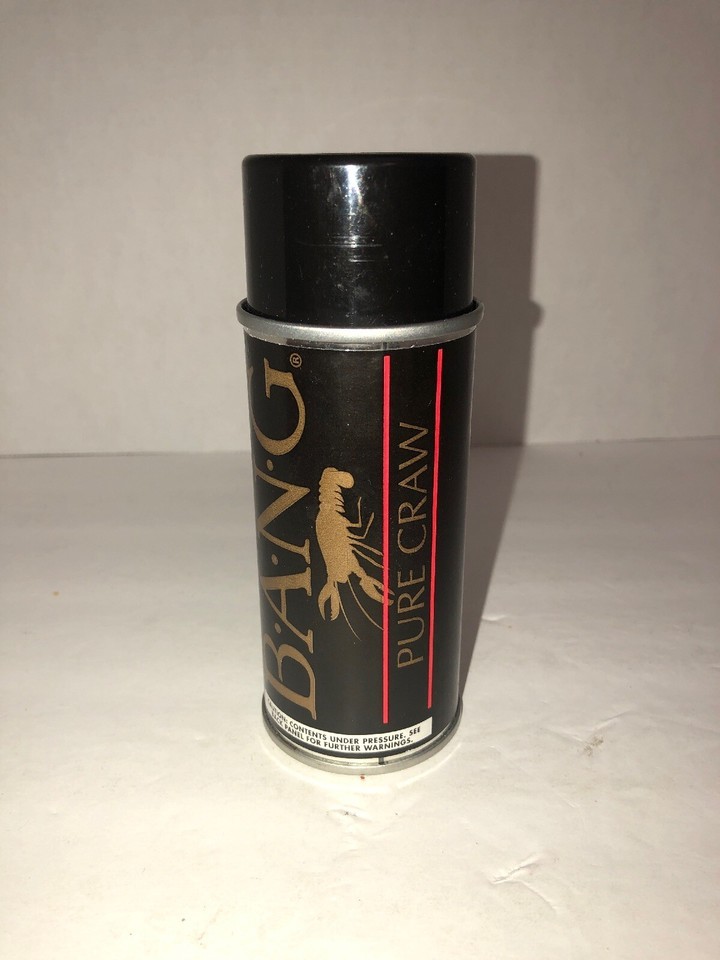 B·A·N·G®
PURE CRAW
CAUTION: CONTENTS UNDER PRESSURE. SEE
BACK PANEL FOR FURTHER WARNINGS.